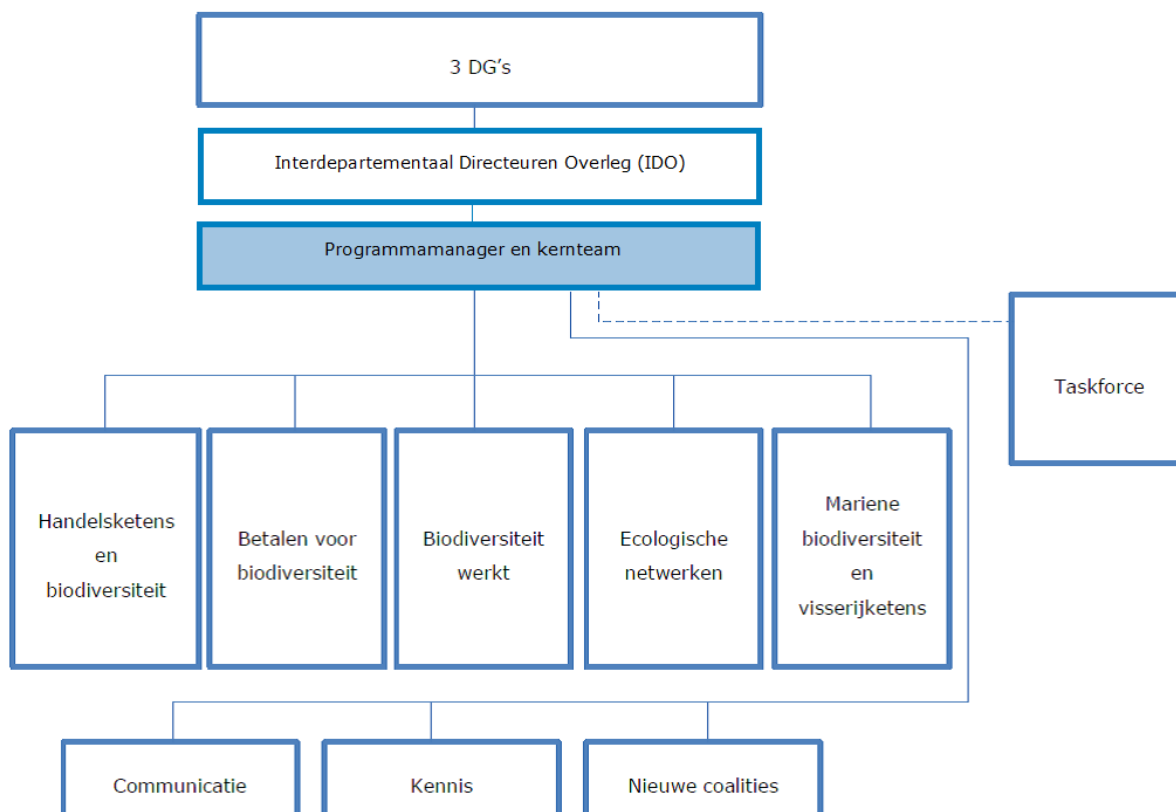 3 DG's
Interdepartementaal Directeuren Overleg (IDO)
Programmamanager en kernteam
Taskforce
Handelsketens
en
biodiversiteit
Betalen voor
biodiversiteit
Biodiversiteit
werkt
Ecologische
netwerken
Mariene
biodiversiteit
en
visserijketens
Communicatie
Kennis
Nieuwe coalities